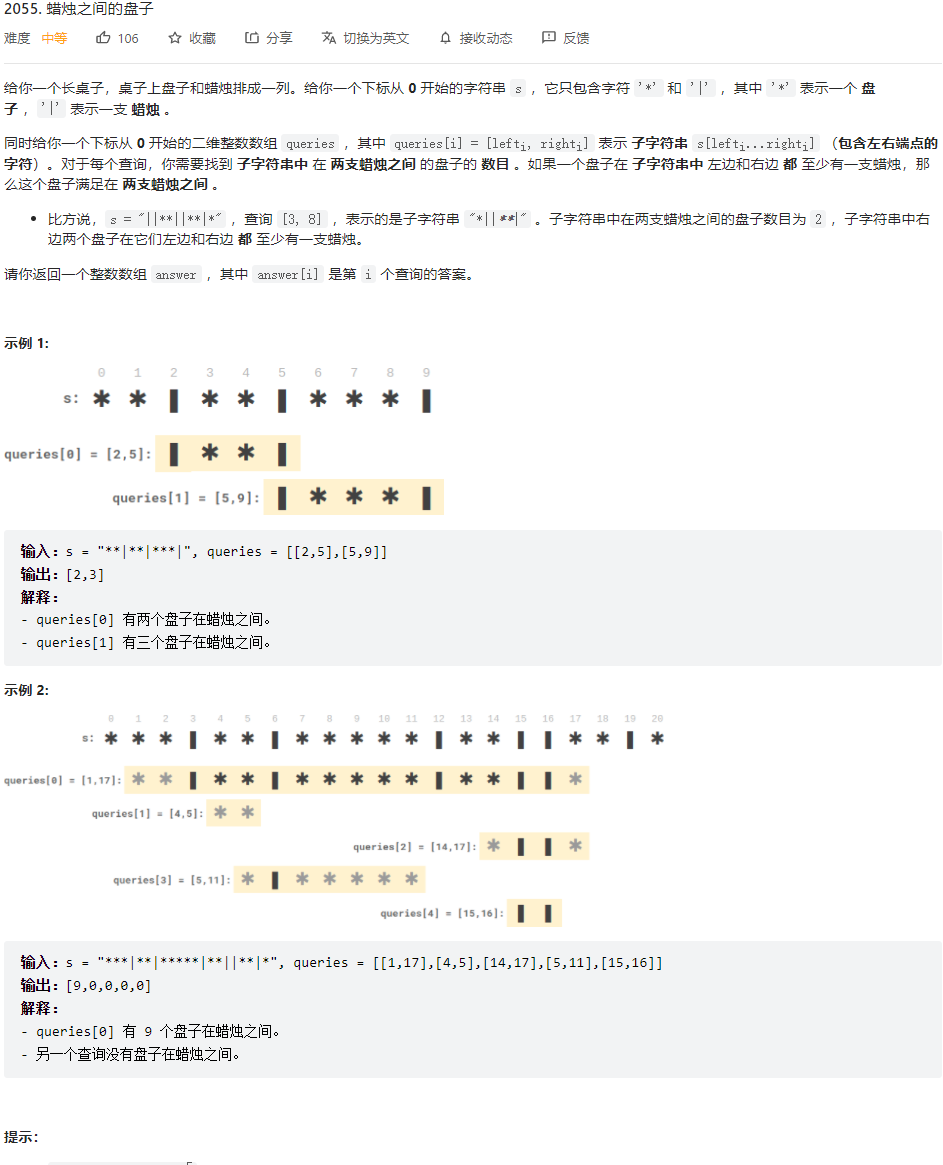 2055. 蜡烛之间的盘子
难度 中等 106 收藏 分享 切换为英文 接收动态 反馈
给你一个长桌子，桌子上盘子和蜡烛排成一列。给你一个下标从 0 开始的字符串 s ，它只包含字符 '*' 和 '|' ，其中 '*' 表示一个 盘
子 ，'|' 表示一支 蜡烛 。
同时给你一个下标从 0 开始的二维整数数组 queries ，其中 queries[i] = [lefti, righti] 表示 子字符串 s[lefti...righti] （包含左右端点的
字符）。对于每个查询，你需要找到 子字符串中 在 两支蜡烛之间 的盘子的 数目 。如果一个盘子在 子字符串中 左边和右边 都 至少有一支蜡烛，那
么这个盘子满足在 两支蜡烛之间 。
• 比方说，s = "||**||**|*" ，查询 [3, 8] ，表示的是子字符串 "*||**|" 。子字符串中在两支蜡烛之间的盘子数目为 2 ，子字符串中右
边两个盘子在它们左边和右边 都 至少有一支蜡烛。
请你返回一个整数数组 answer ，其中 answer[i] 是第 i 个查询的答案。
示例 1:
0 1 2 3 4 5 6 7 8 9
s: * * | * * | * * * |
queries[0] = [2,5]: | * * |
queries[1] = [5,9]: | * * * |
输入：s = "**|**|***|", queries = [[2,5],[5,9]]
输出：[2,3]
解释：
- queries[0] 有两个盘子在蜡烛之间。
- queries[1] 有三个盘子在蜡烛之间。
示例 2:
0 1 2 3 4 5 6 7 8 9 10 11 12 13 14 15 16 17 18 19 20
s: * * * | * * | * * * * * | * * | | * * | *
queries[0] = [1,17]: * * | * * | * * * * * | * * | | *
queries[1] = [4,5]: * *
queries[2] = [14,17]: * | | *
queries[3] = [5,11]: * | * * * * *
queries[4] = [15,16]: | |
输入：s = "***|**|*****|**||**|*", queries = [[1,17],[4,5],[14,17],[5,11],[15,16]]
输出：[9,0,0,0,0]
解释：
- queries[0] 有 9 个盘子在蜡烛之间。
- 另一个查询没有盘子在蜡烛之间。
提示：